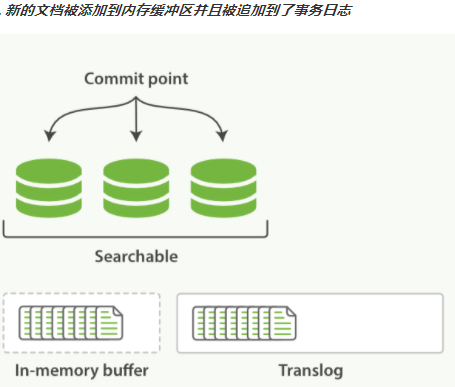 . 新的文档被添加到内存缓冲区并且被追加到了事务日志
Commit point
Searchable
In-memory buffer
Translog